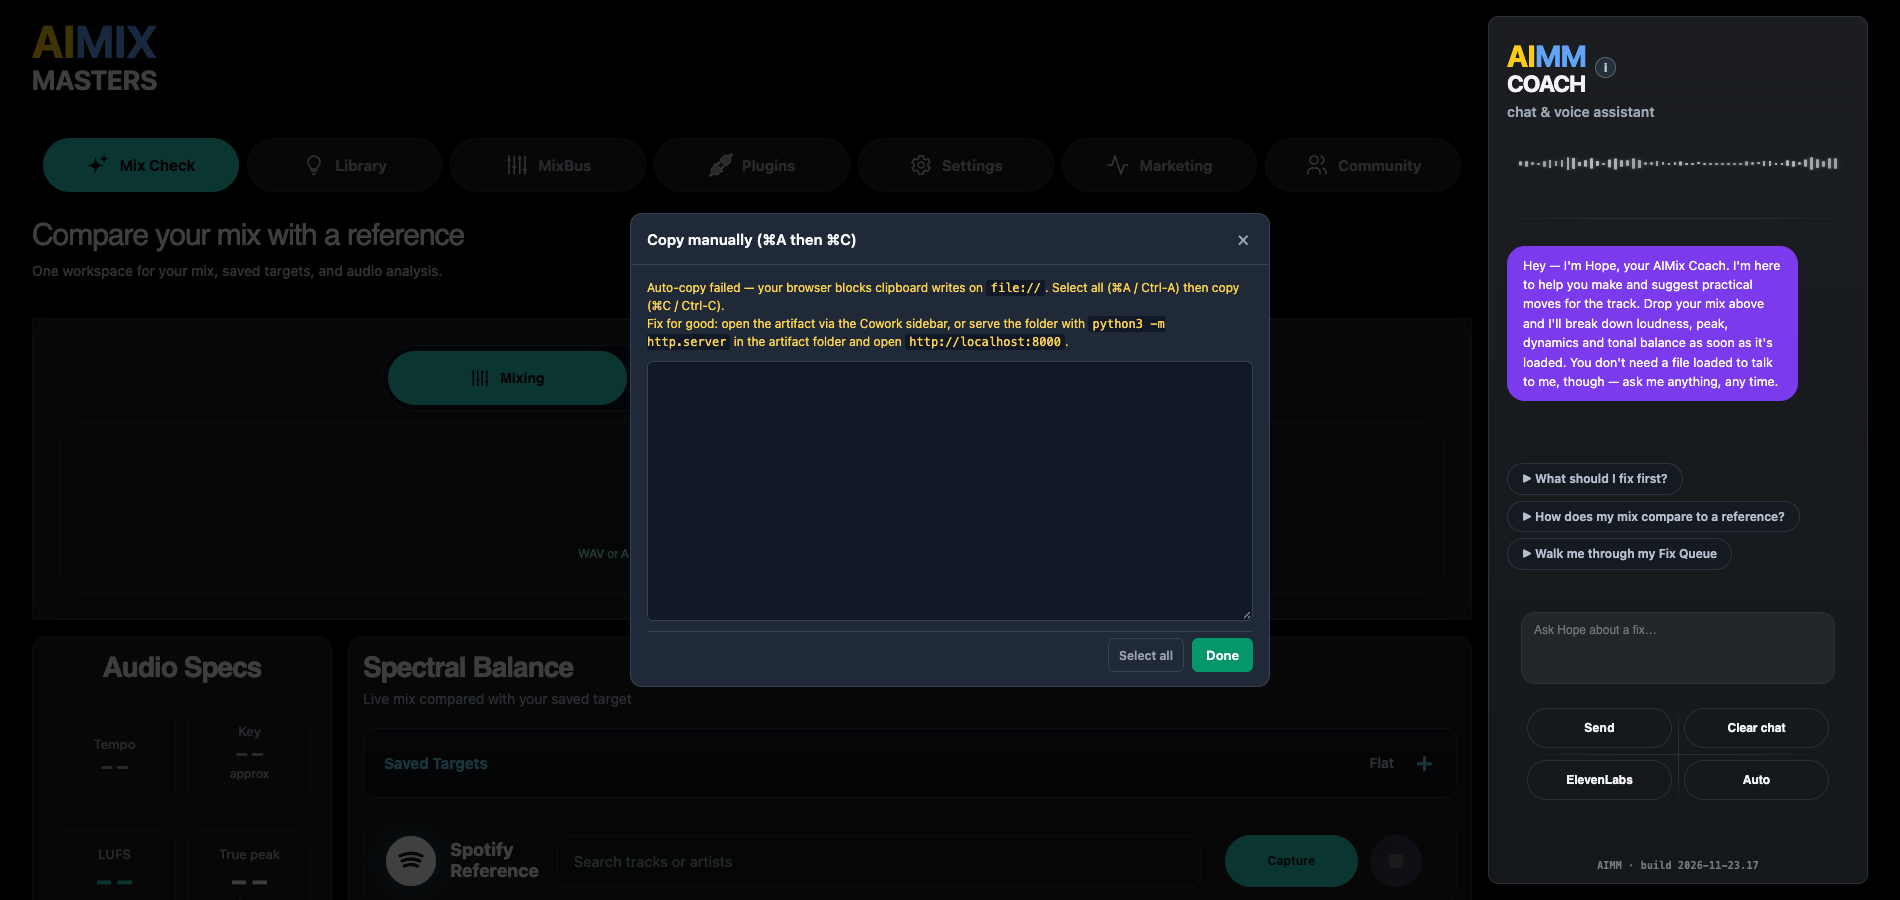 AIMIX
MASTERS
Mix Check
Library
MixBus
Plugins
Settings
Marketing
Community
Compare your mix with a reference
One workspace for your mix, saved targets, and audio analysis.
Mixing
WAV or A
Copy manually (⌘A then ⌘C)
×
Auto-copy failed — your browser blocks clipboard writes on file://. Select all (⌘A / Ctrl-A) then copy
(⌘C / Ctrl-C).
Fix for good: open the artifact via the Cowork sidebar, or serve the folder with python3 -m
http.server in the artifact folder and open http://localhost:8000.
Select all
Done
Audio Specs
Tempo
--
Key
--
approx
LUFS
--
True peak
--
Spectral Balance
Live mix compared with your saved target
Saved Targets
Flat
+
Spotify
Reference
Search tracks or artists
Capture
AIMM
COACH
i
chat & voice assistant
Hey — I'm Hope, your AIMix Coach. I'm here
to help you make and suggest practical
moves for the track. Drop your mix above
and I'll break down loudness, peak,
dynamics and tonal balance as soon as it's
loaded. You don't need a file loaded to talk
to me, though — ask me anything, any time.
▶ What should I fix first?
▶ How does my mix compare to a reference?
▶ Walk me through my Fix Queue
Ask Hope about a fix...
Send
Clear chat
ElevenLabs
Auto
AIMM · build 2026-11-23.17